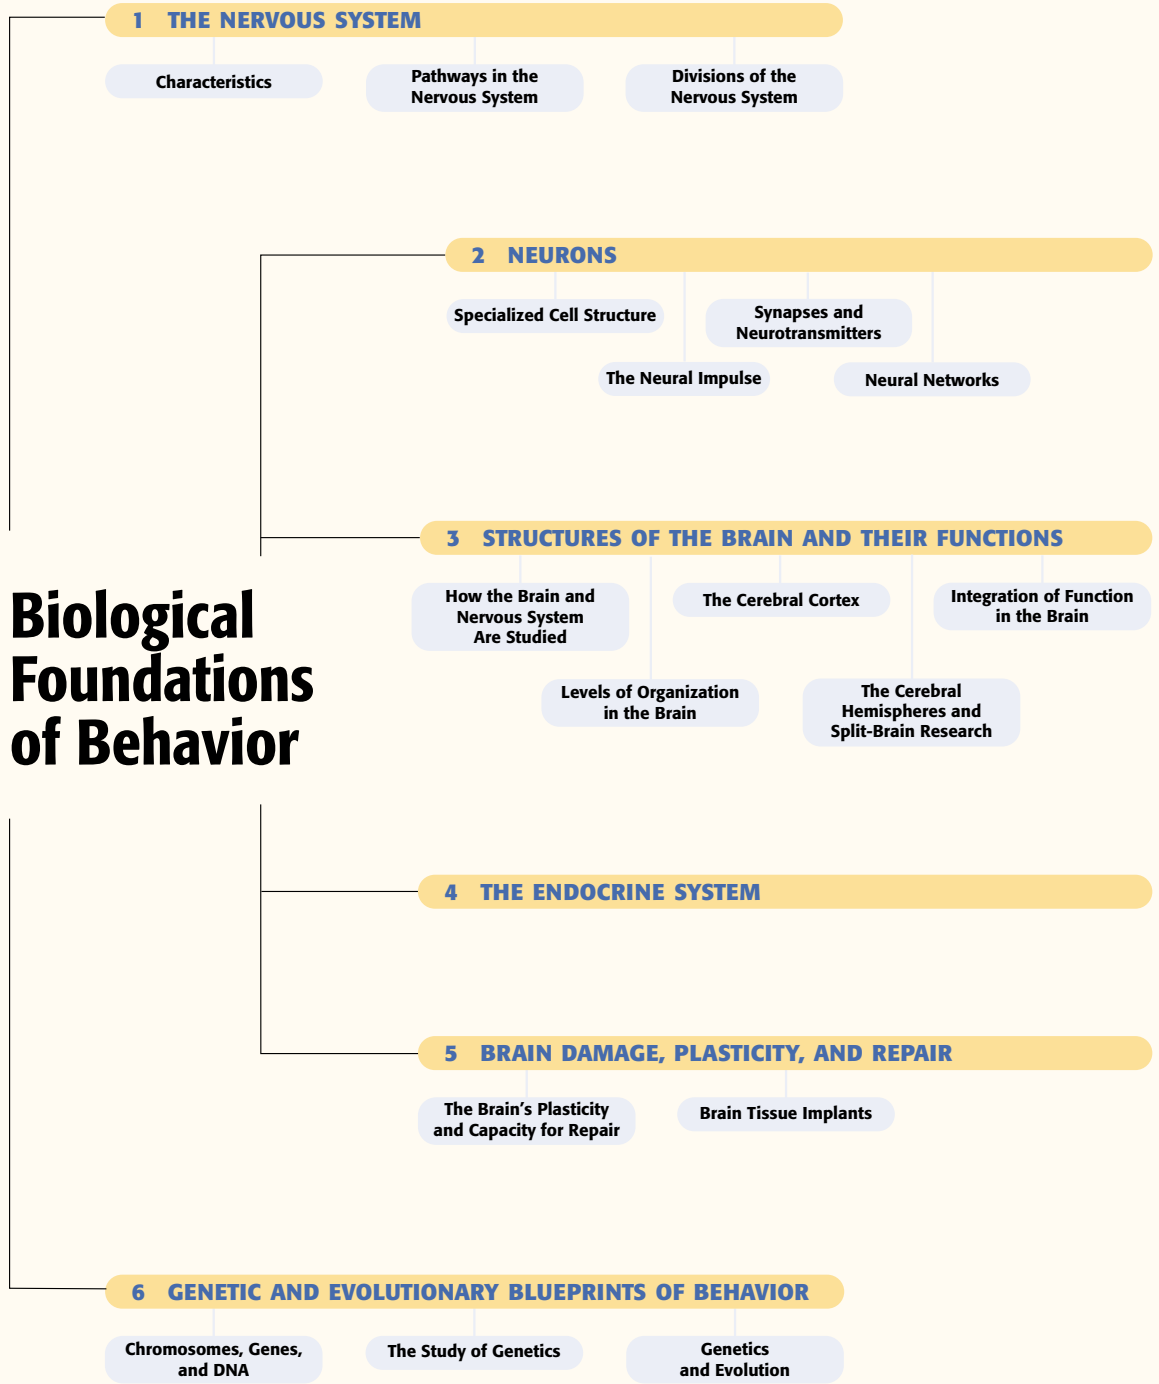 1 THE NERVOUS SYSTEM
Characteristics
Pathways in the
Nervous System
Divisions of the
Nervous System
2 NEURONS
Specialized Cell Structure
The Neural Impulse
Synapses and
Neurotransmitters
Neural Networks
3 STRUCTURES OF THE BRAIN AND THEIR FUNCTIONS
How the Brain and
Nervous System
Are Studied
Levels of Organization
in the Brain
The Cerebral Cortex
The Cerebral
Hemispheres and
Split-Brain Research
Integration of Function
in the Brain
Biological
Foundations
of Behavior
4 THE ENDOCRINE SYSTEM
5 BRAIN DAMAGE, PLASTICITY, AND REPAIR
The Brain’s Plasticity
and Capacity for Repair
Brain Tissue Implants
6 GENETIC AND EVOLUTIONARY BLUEPRINTS OF BEHAVIOR
Chromosomes, Genes,
and DNA
The Study of Genetics
Genetics
and Evolution